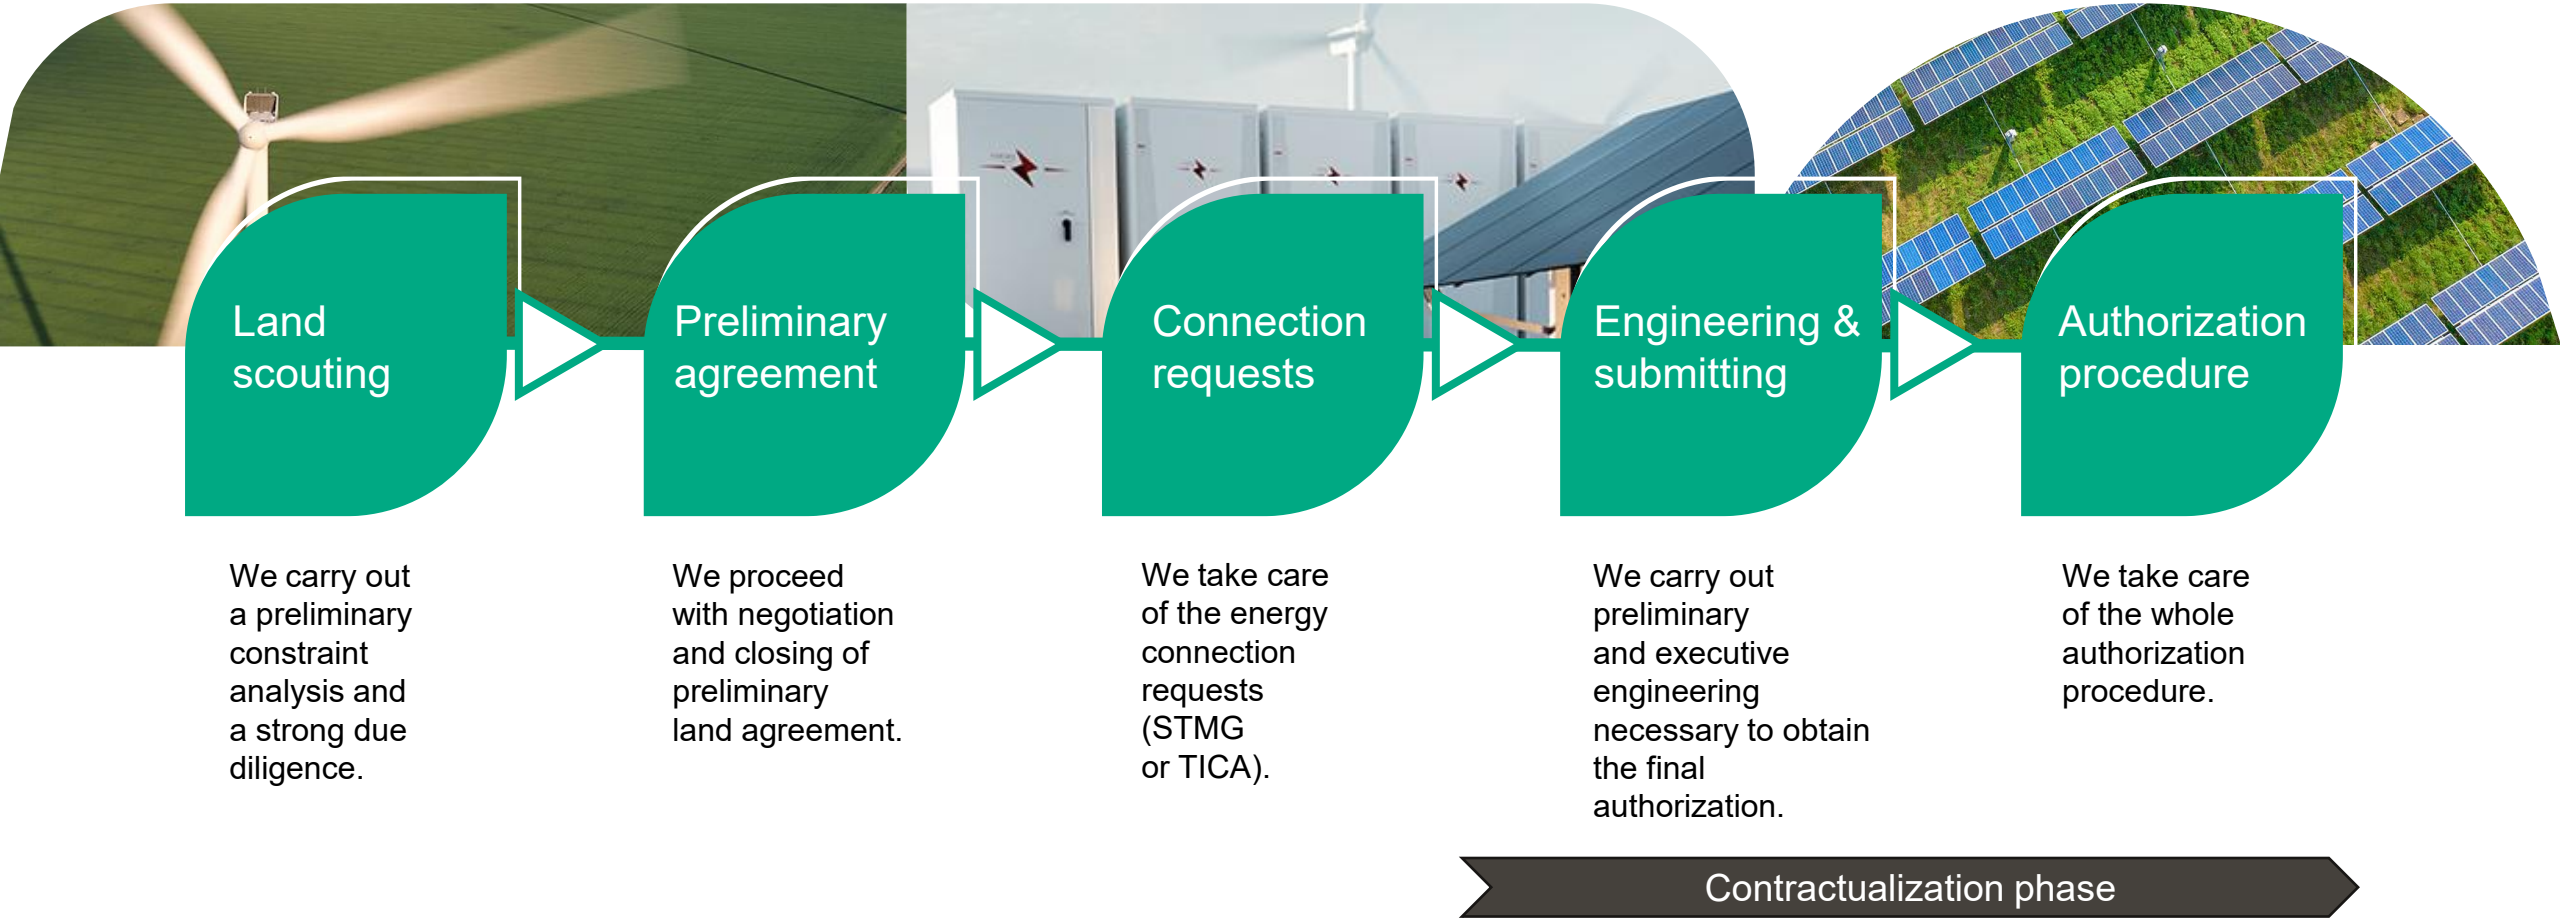 Land
scouting
Preliminary
agreement
Connection
requests
Engineering &
submitting
Authorization
procedure
We carry out
a preliminary
constraint
analysis and
a strong due
diligence.
We proceed
with negotiation
and closing of
preliminary
land agreement.
We take care
of the energy
connection
requests
(STMG
or TICA).
We carry out
preliminary
and executive
engineering
necessary to obtain
the final
authorization.
We take care
of the whole
authorization
procedure.
Contractualization phase